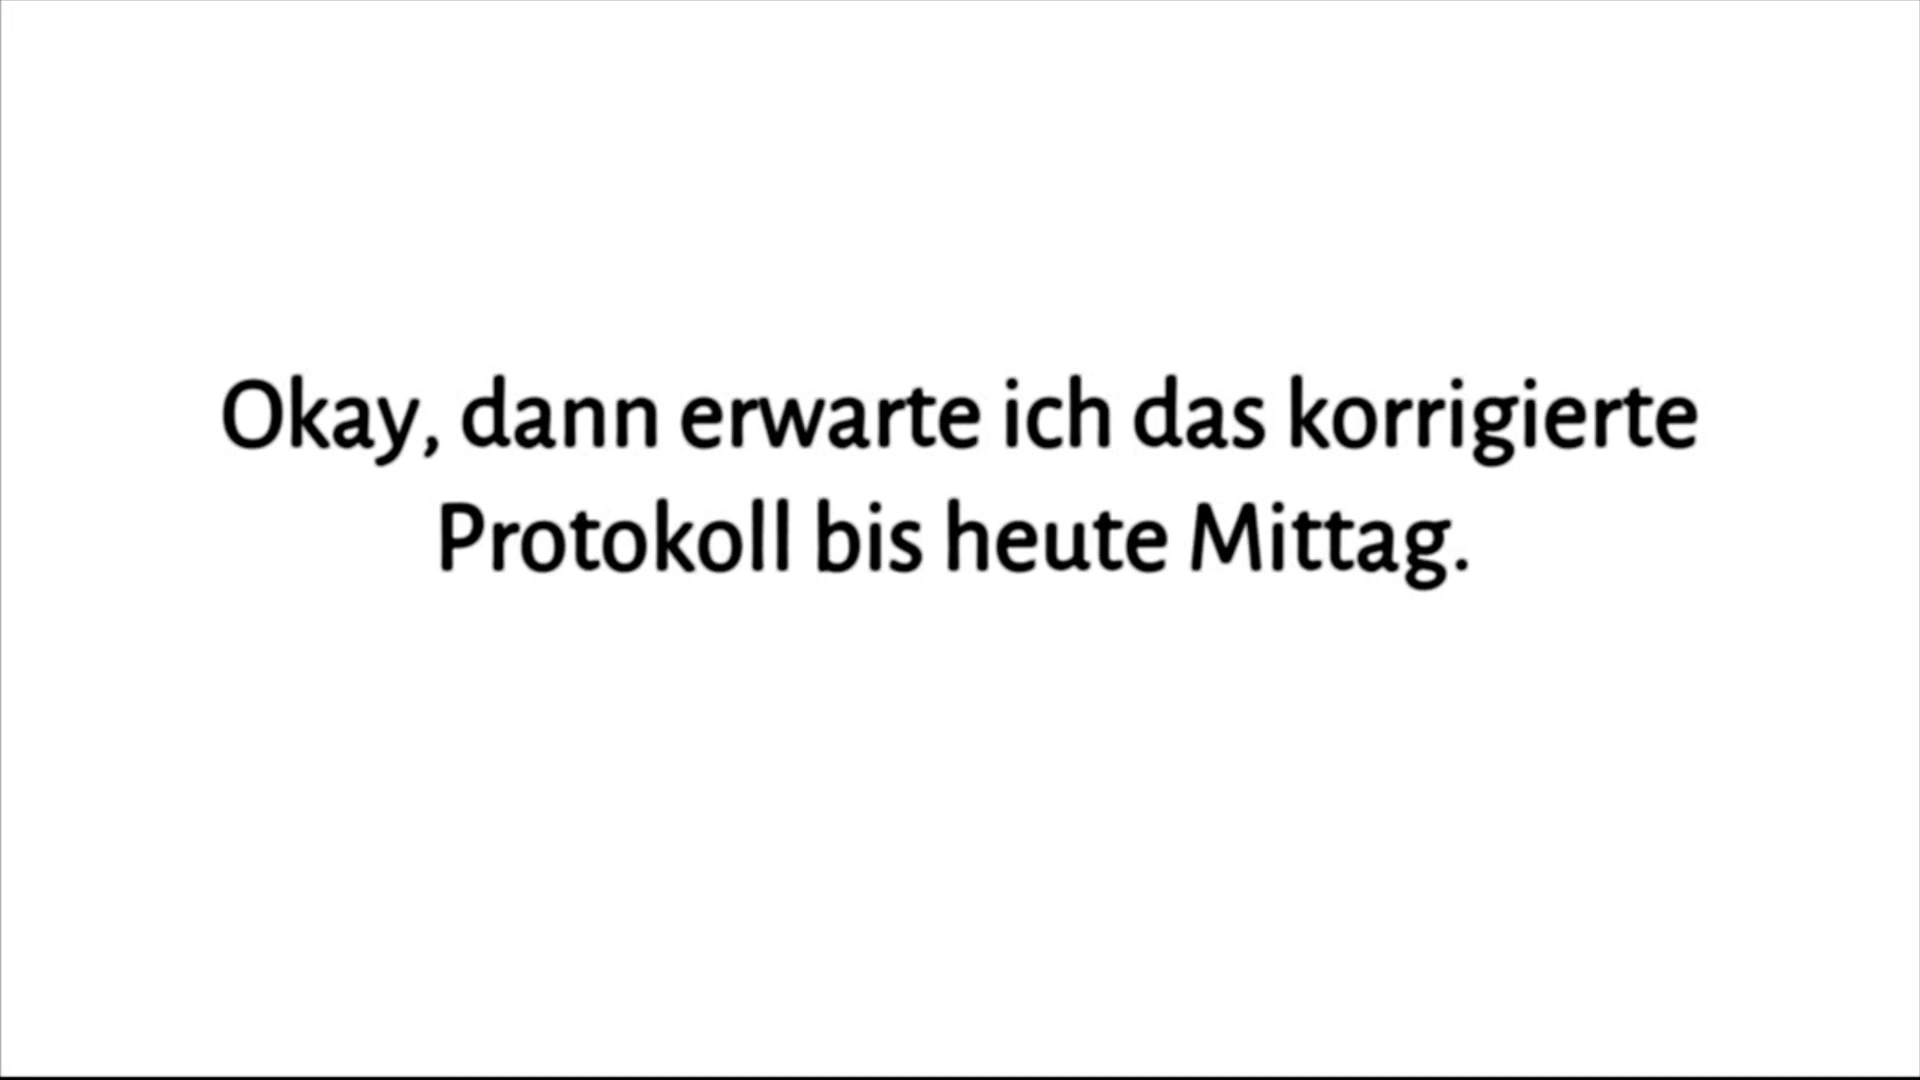 Okay, dann erwarte ich das korrigierte
Protokoll bis heute Mittag.